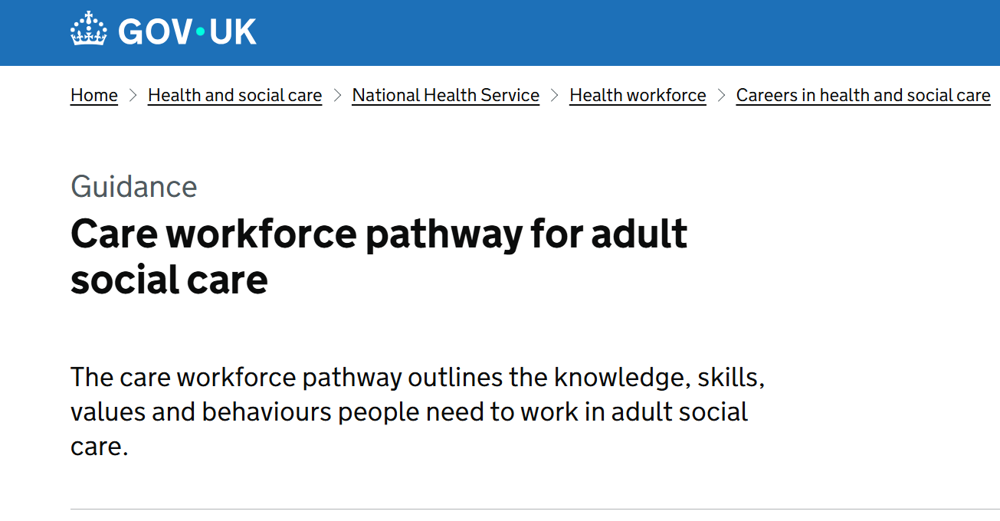 GOV·UK
Home > Health and social care > National Health Service > Health workforce > Careers in health and social care
Guidance
Care workforce pathway for adult
social care
The care workforce pathway outlines the knowledge, skills,
values and behaviours people need to work in adult social
care.